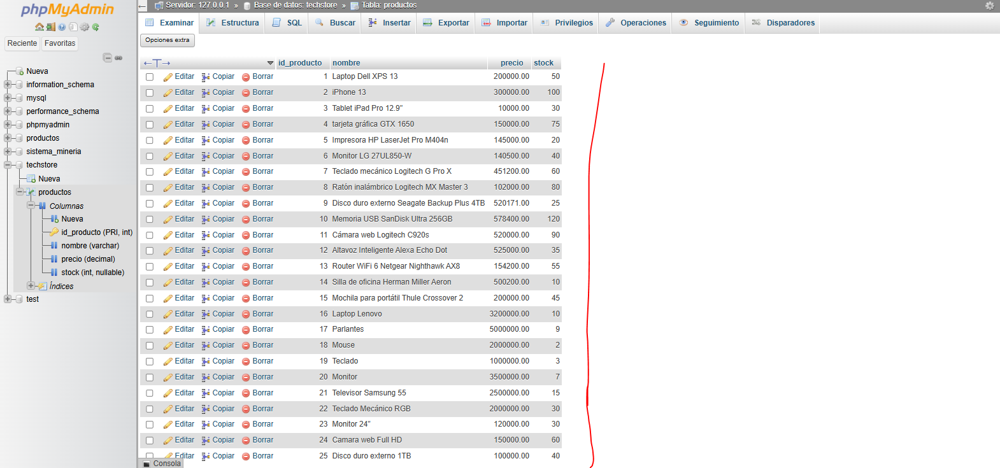 phpMyAdmin
Reciente Favoritas
Nueva
information_schema
mysql
performance_schema
phpmyadmin
productos
sistema_mineria
techstore
Nueva
productos
Columnas
Nueva
id_producto (PRI, int)
nombre (varchar)
precio (decimal)
stock (int, nullable)
Índices
test
Servidor: 127.0.0.1 » Base de datos: techstore » Tabla: productos
Examinar Estructura SQL Buscar Insertar Exportar Importar Privilegios Operaciones Seguimiento Disparadores
Opciones extra
←T→ id_producto nombre precio stock
Editar Copiar Borrar 1 Laptop Dell XPS 13 200000.00 50
Editar Copiar Borrar 2 iPhone 13 300000.00 100
Editar Copiar Borrar 3 Tablet iPad Pro 12.9" 10000.00 30
Editar Copiar Borrar 4 tarjeta gráfica GTX 1650 150000.00 75
Editar Copiar Borrar 5 Impresora HP LaserJet Pro M404n 145000.00 20
Editar Copiar Borrar 6 Monitor LG 27UL850-W 140500.00 40
Editar Copiar Borrar 7 Teclado mecánico Logitech G Pro X 451200.00 60
Editar Copiar Borrar 8 Ratón inalámbrico Logitech MX Master 3 102000.00 80
Editar Copiar Borrar 9 Disco duro externo Seagate Backup Plus 4TB 520171.00 25
Editar Copiar Borrar 10 Memoria USB SanDisk Ultra 256GB 578400.00 120
Editar Copiar Borrar 11 Cámara web Logitech C920s 520000.00 90
Editar Copiar Borrar 12 Altavoz Inteligente Alexa Echo Dot 525000.00 35
Editar Copiar Borrar 13 Router WiFi 6 Netgear Nighthawk AX8 154200.00 55
Editar Copiar Borrar 14 Silla de oficina Herman Miller Aeron 500200.00 10
Editar Copiar Borrar 15 Mochila para portátil Thule Crossover 2 200000.00 45
Editar Copiar Borrar 16 Laptop Lenovo 3200000.00 10
Editar Copiar Borrar 17 Parlantes 5000000.00 9
Editar Copiar Borrar 18 Mouse 2000000.00 2
Editar Copiar Borrar 19 Teclado 1000000.00 3
Editar Copiar Borrar 20 Monitor 3500000.00 7
Editar Copiar Borrar 21 Televisor Samsung 55 2500000.00 15
Editar Copiar Borrar 22 Teclado Mecánico RGB 2000000.00 30
Editar Copiar Borrar 23 Monitor 24" 120000.00 30
Editar Copiar Borrar 24 Camara web Full HD 150000.00 60
Editar Copiar Borrar 25 Disco duro externo 1TB 100000.00 40
Consola